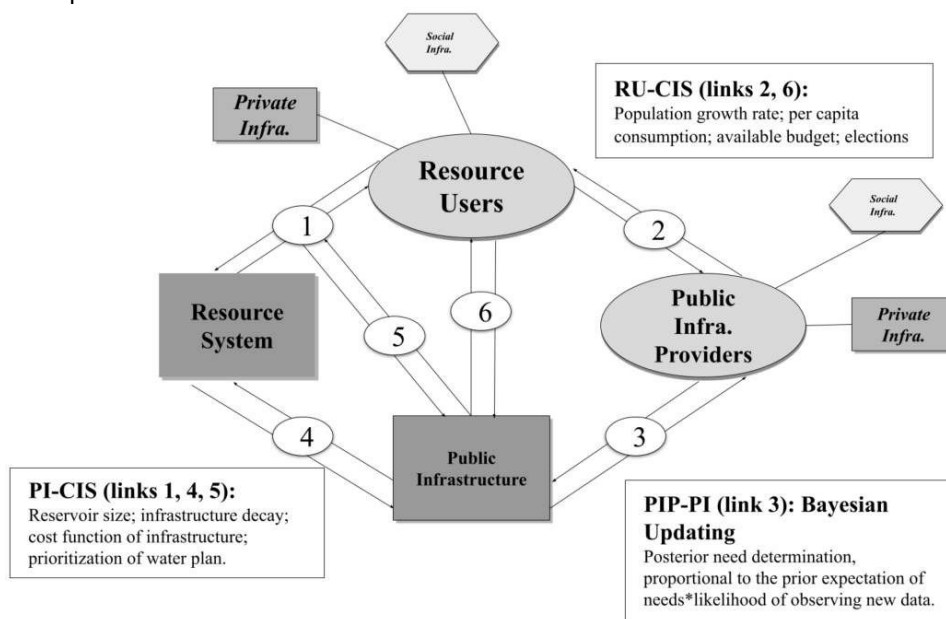 Social
Infra.
Private
Infra.
RU-CIS (links 2, 6):
Population growth rate; per capita
consumption; available budget; elections
Resource
Users
Social
Infra.
1
2
Resource
System
5
6
Public
Infra.
Providers
Private
Infra.
4
Public
Infrastructure
3
PI-CIS (links 1, 4, 5):
Reservoir size; infrastructure decay;
cost function of infrastructure;
prioritization of water plan.
PIP-PI (link 3): Bayesian
Updating
Posterior need determination,
proportional to the prior expectation of
needs*likelihood of observing new data.